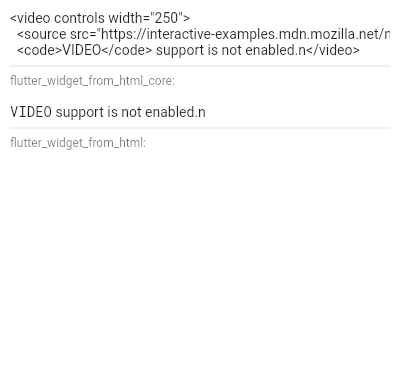 <video controls width="250">
<source src="https://interactive-examples.mdn.mozilla.net/
<code>VIDEO</code> support is not enabled.n</video>
flutter_widget_from_html_core:
VIDEO support is not enabled.n
flutter_widget_from_html: